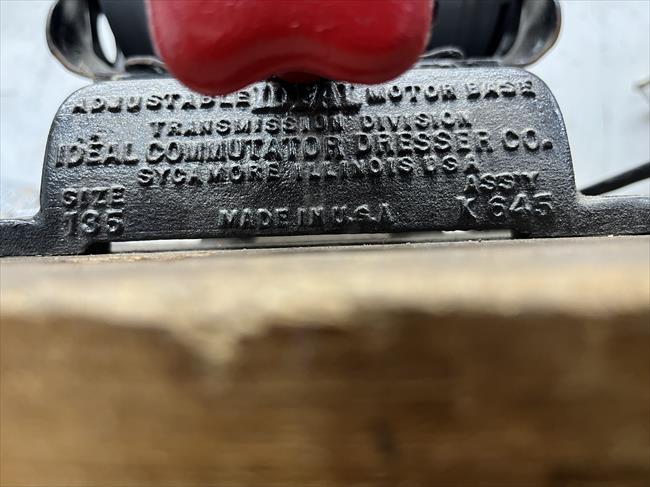 ADJUSTABLE IDEAL MOTOR BASE
TRANSMISSION DIVISION
IDEAL COMMUTATOR DRESSER CO.
SYCAMORE ILLINOIS U.S.A
SIZE
135
MADE IN U.S.A
ASS'Y
K 645